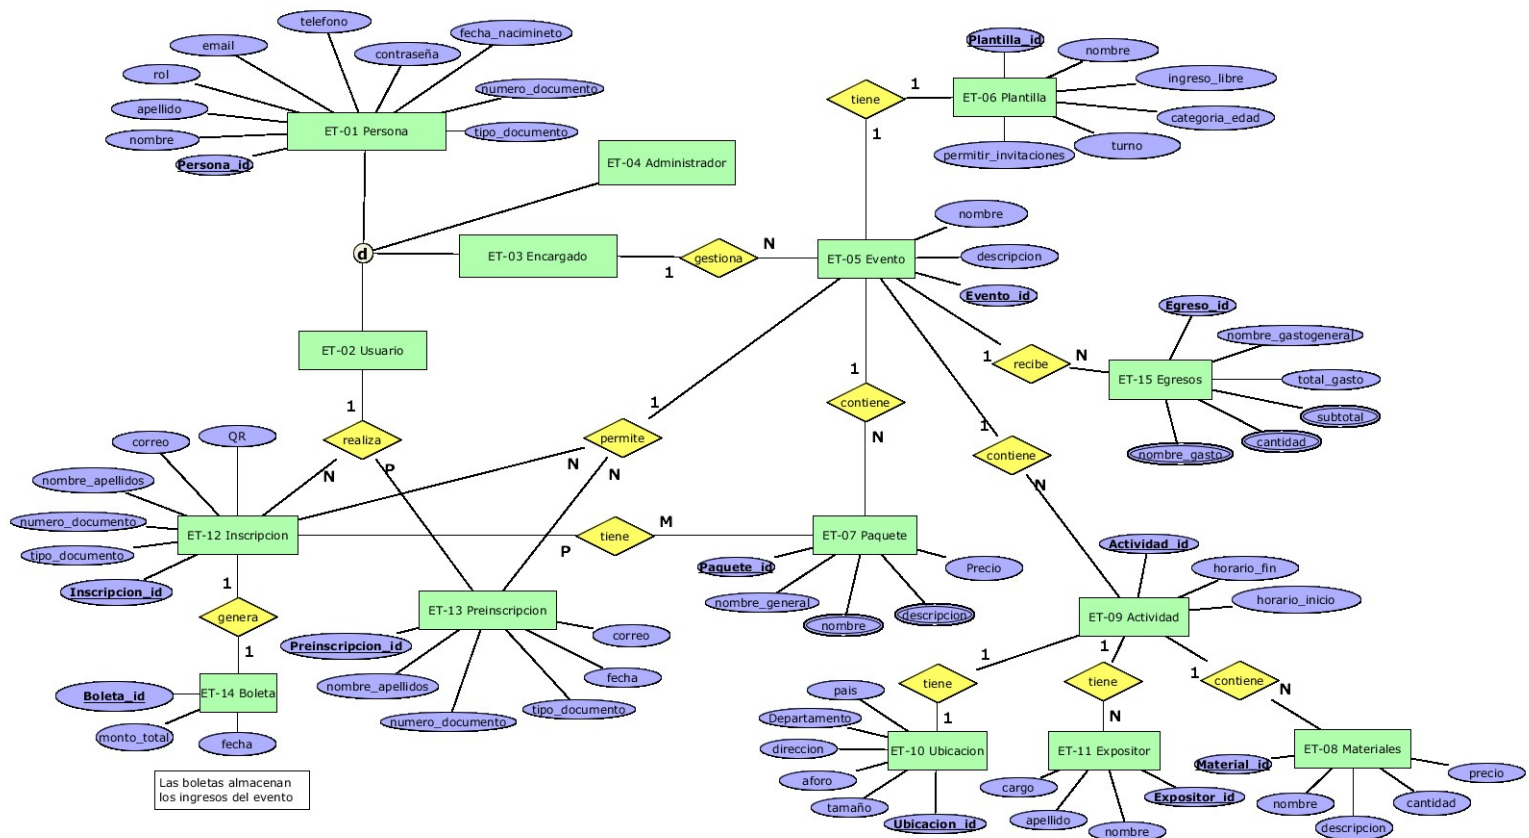 telefono
fecha_nacimineto
email
contraseña
rol
numero_documento
apellido
ET-01 Persona
nombre
tipo_documento
Persona_id
ET-04 Administrador
Plantilla_id
nombre
ingreso_libre
tiene
1
ET-06 Plantilla
categoria_edad
1
permitir_invitaciones
turno
d
ET-03 Encargado
1
gestiona
N
ET-05 Evento
nombre
descripcion
Evento_id
ET-02 Usuario
Egreso_id
nombre_gastogeneral
1
recibe
N
ET-15 Egresos
total_gasto
subtotal
cantidad
nombre_gasto
1
contiene
N
1
realiza
N
P
1
permite
N
N
1
contiene
N
correo
QR
nombre_apellidos
numero_documento
ET-12 Inscripcion
tipo_documento
Inscripcion_id
P
tiene
M
ET-07 Paquete
Paquete_id
Precio
nombre_general
nombre
descripcion
1
genera
1
ET-14 Boleta
Boleta_id
monto_total
fecha
Las boletas almacenan
los ingresos del evento
ET-13 Preinscripcion
Preinscripcion_id
correo
nombre_apellidos
fecha
numero_documento
tipo_documento
Actividad_id
horario_fin
horario_inicio
ET-09 Actividad
1
tiene
1
1
tiene
N
1
contiene
N
pais
Departamento
direccion
ET-10 Ubicacion
aforo
tamaño
Ubicacion_id
ET-11 Expositor
cargo
apellido
nombre
Expositor_id
ET-08 Materiales
Material_id
precio
nombre
cantidad
descripcion